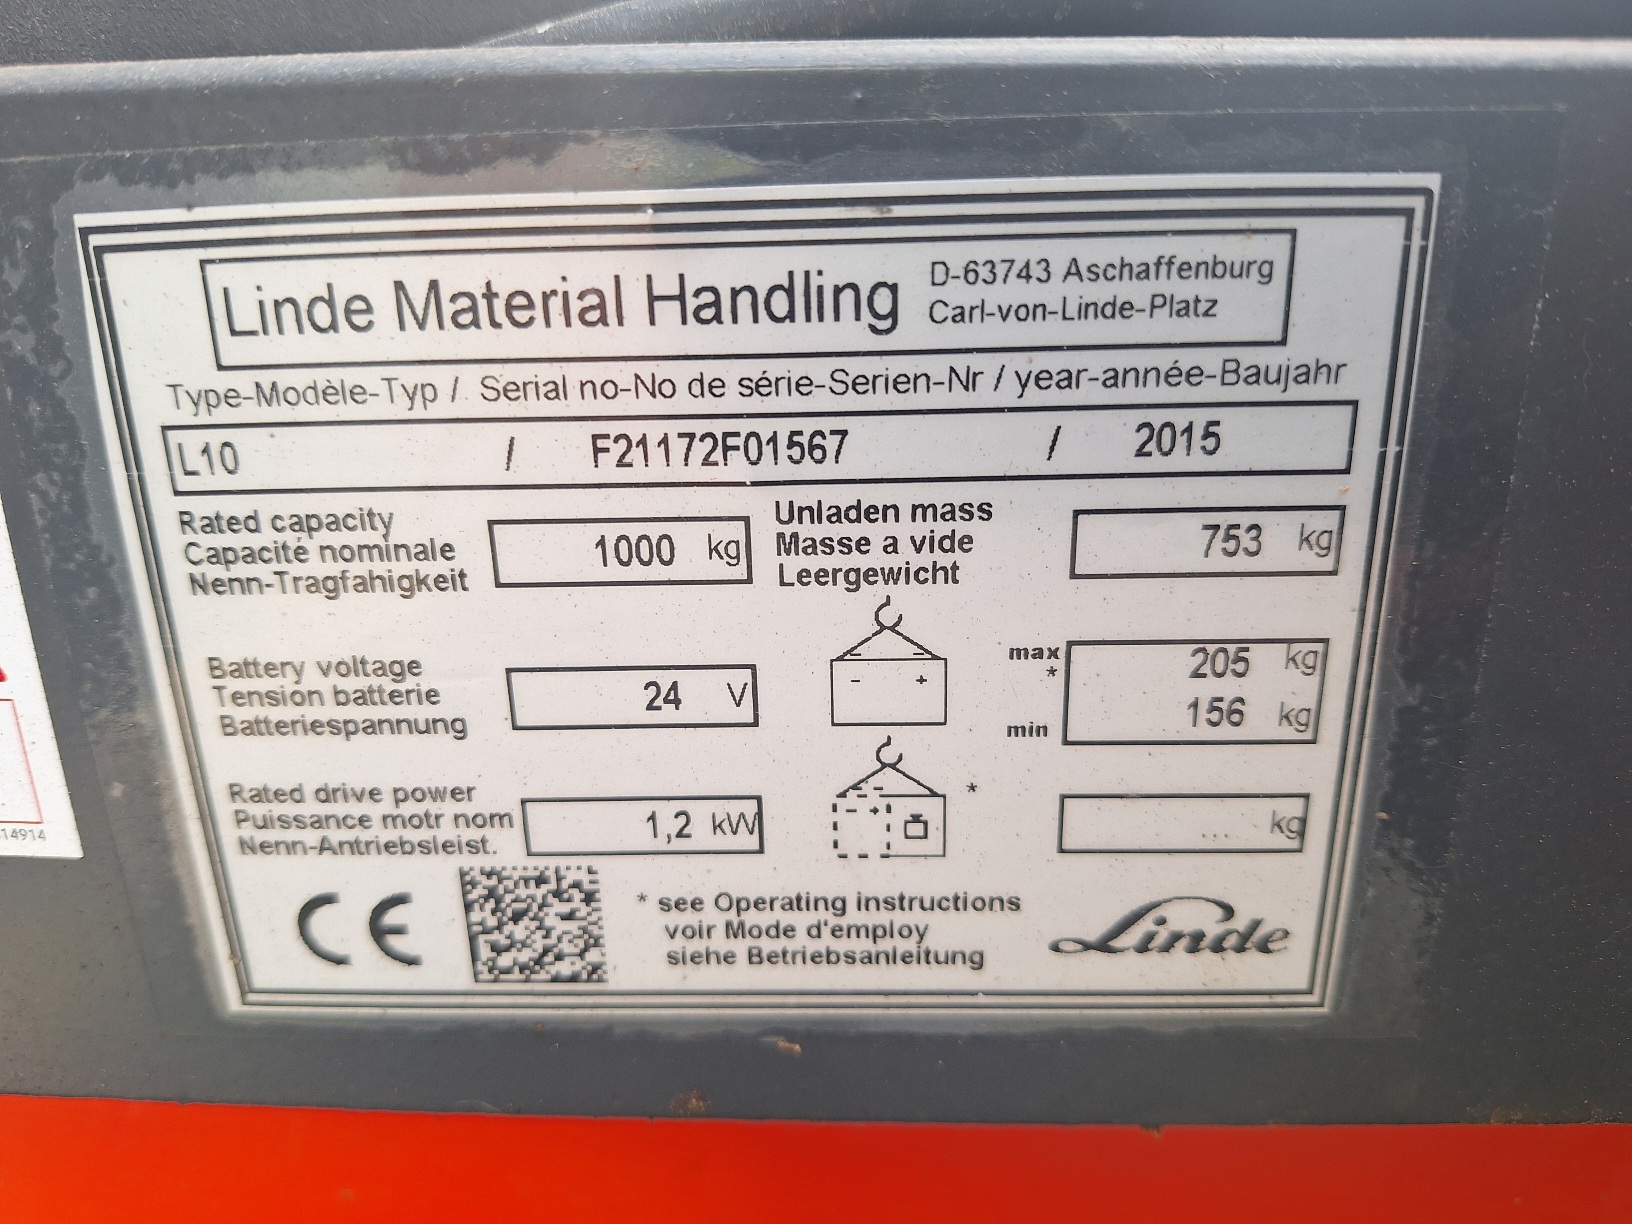 Linde Material Handling
D-63743 Aschaffenburg
Carl-von-Linde-Platz
Type-Modèle-Typ / Serial no-No de série-Serien-Nr / year-année-Baujahr
L10 / F21172F01567 / 2015
Rated capacity
Capacité nominale
Nenn-Tragfahigkeit
1000 kg
Unladen mass
Masse a vide
Leergewicht
753 kg
Battery voltage
Tension batterie
Batteriespannung
24 V
- +
max
*
min
205 kg
156 kg
Rated drive power
Puissance motr nom
Nenn-Antriebsleist.
1,2 kW
- +
*
... kg
CE
* see Operating instructions
voir Mode d'employ
siehe Betriebsanleitung
Linde
14914